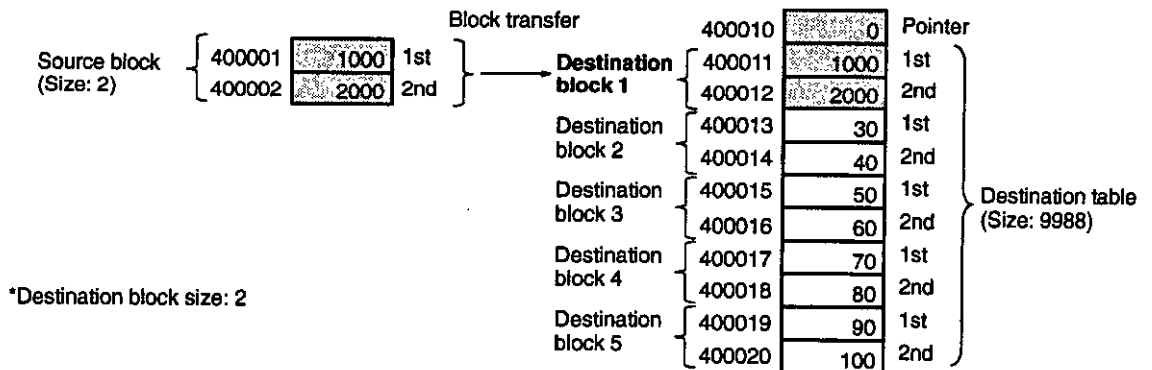 Block transfer
Source block
(Size: 2)
400001 1000 1st
400002 2000 2nd
400010 0 Pointer
Destination
block 1
400011 1000 1st
400012 2000 2nd
Destination
block 2
400013 30 1st
400014 40 2nd
Destination
block 3
400015 50 1st
400016 60 2nd
Destination
block 4
400017 70 1st
400018 80 2nd
Destination
block 5
400019 90 1st
400020 100 2nd
Destination table
(Size: 9988)
*Destination block size: 2